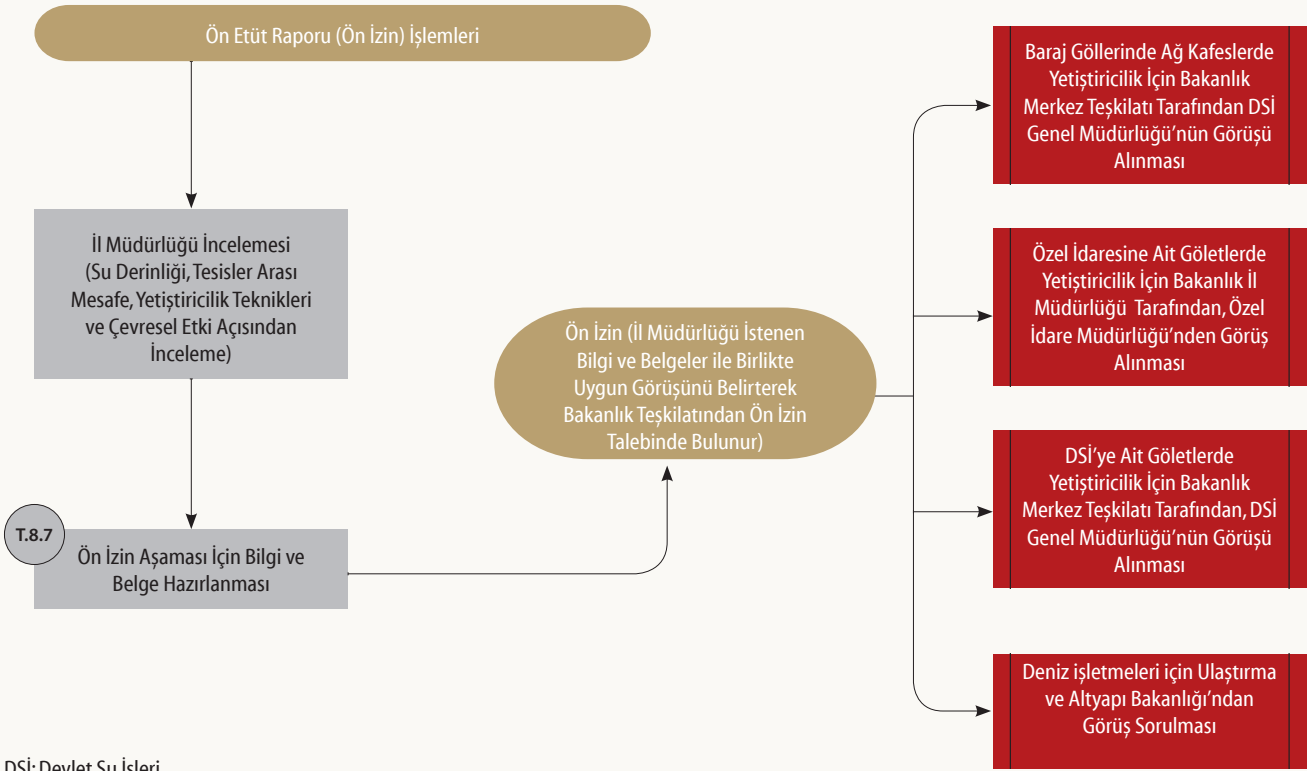 Ön Etüt Raporu (Ön İzin) İşlemleri
İl Müdürlüğü İncelemesi
(Su Derinliği, Tesisler Arası
Mesafe, Yetiştiricilik Teknikleri
ve Çevresel Etki Açısından
İnceleme)
T.8.7
Ön İzin Aşaması İçin Bilgi ve
Belge Hazırlanması
Ön İzin (İl Müdürlüğü İstenen
Bilgi ve Belgeler ile Birlikte
Uygun Görüşünü Belirterek
Bakanlık Teşkilatından Ön İzin
Talebinde Bulunur)
Baraj Göllerinde Ağ Kafeslerde
Yetiştiricilik İçin Bakanlık
Merkez Teşkilatı Tarafından DSİ
Genel Müdürlüğü’nün Görüşü
Alınması
Özel İdaresine Ait Göletlerde
Yetiştiricilik İçin Bakanlık İl
Müdürlüğü Tarafından, Özel
İdare Müdürlüğü’nden Görüş
Alınması
DSİ’ye Ait Göletlerde
Yetiştiricilik İçin Bakanlık
Merkez Teşkilatı Tarafından, DSİ
Genel Müdürlüğü’nün Görüşü
Alınması
Deniz işletmeleri için Ulaştırma
ve Altyapı Bakanlığı’ndan
Görüş Sorulması
DSİ: Devlet Su İşleri